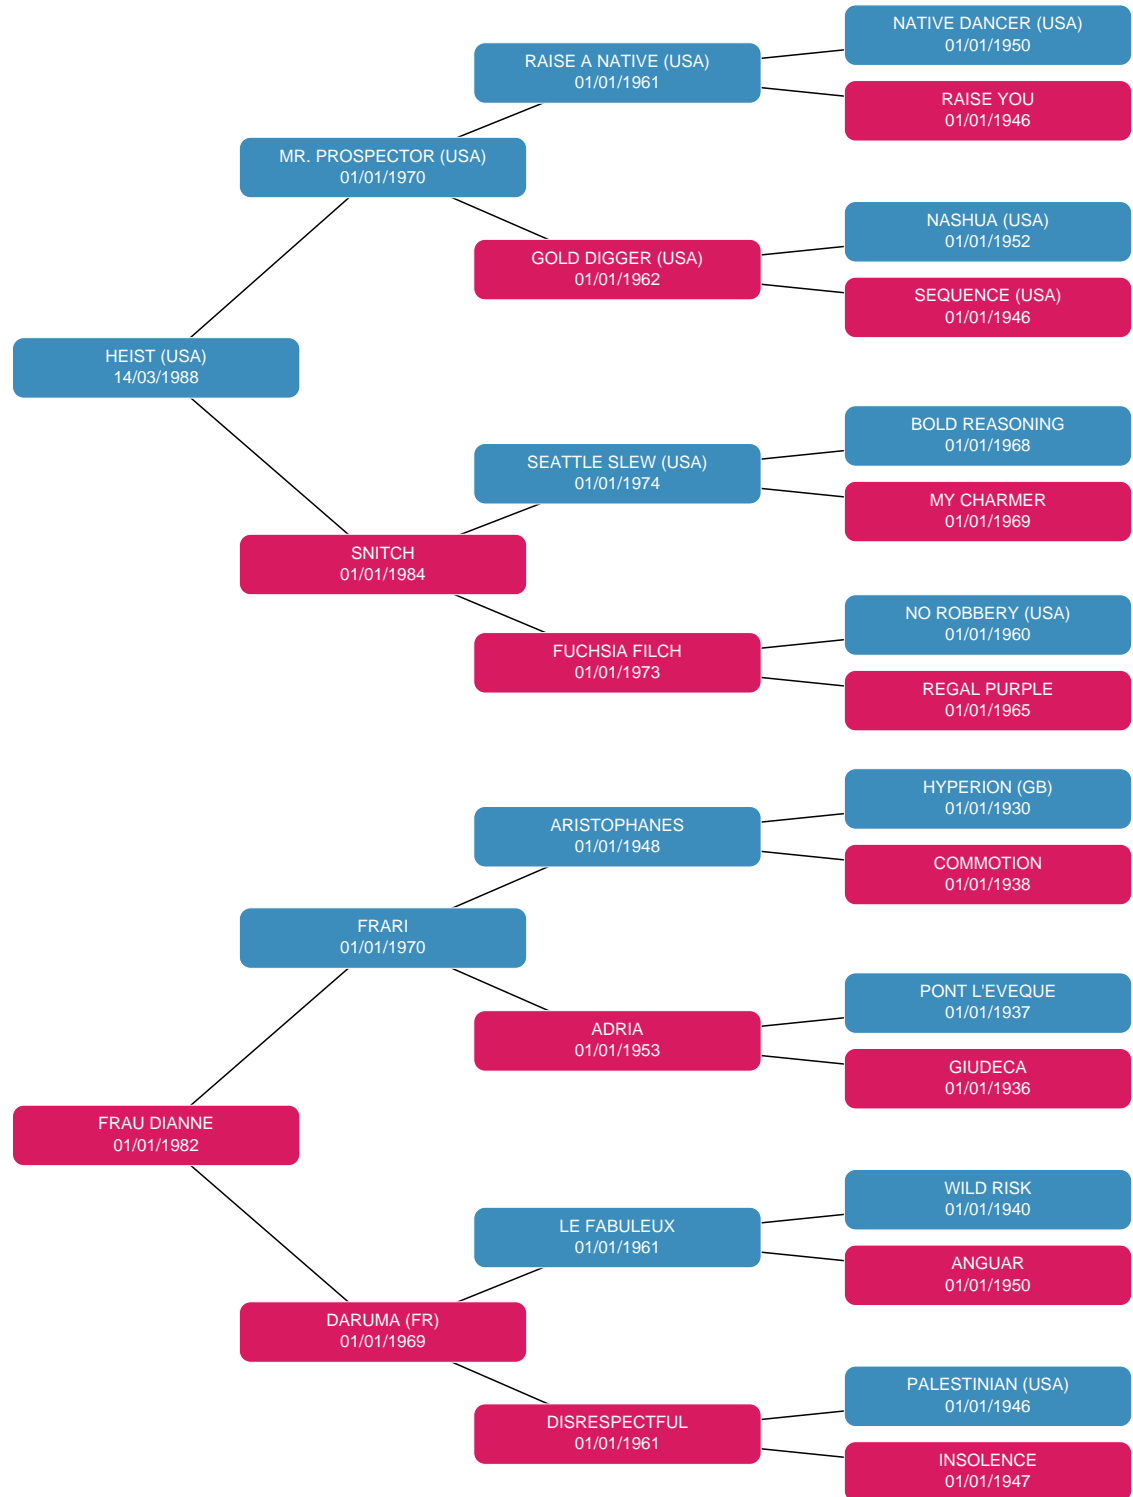 NATIVE DANCER (USA)
01/01/1950
RAISE A NATIVE (USA)
01/01/1961
RAISE YOU
01/01/1946
MR. PROSPECTOR (USA)
01/01/1970
NASHUA (USA)
01/01/1952
GOLD DIGGER (USA)
01/01/1962
SEQUENCE (USA)
01/01/1946
HEIST (USA)
14/03/1988
BOLD REASONING
01/01/1968
SEATTLE SLEW (USA)
01/01/1974
MY CHARMER
01/01/1969
SNITCH
01/01/1984
NO ROBBERY (USA)
01/01/1960
FUCHSIA FILCH
01/01/1973
REGAL PURPLE
01/01/1965
HYPERION (GB)
01/01/1930
ARISTOPHANES
01/01/1948
COMMOTION
01/01/1938
FRARI
01/01/1970
PONT L'EVEQUE
01/01/1937
ADRIA
01/01/1953
GIUDECA
01/01/1936
FRAU DIANNE
01/01/1982
WILD RISK
01/01/1940
LE FABULEUX
01/01/1961
ANGUAR
01/01/1950
DARUMA (FR)
01/01/1969
PALESTINIAN (USA)
01/01/1946
DISRESPECTFUL
01/01/1961
INSOLENCE
01/01/1947